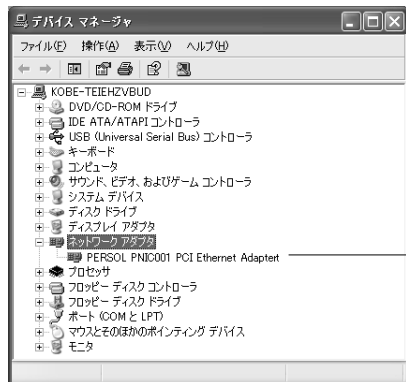 デバイス マネージャ
ファイル(F) 操作(A) 表示(V) ヘルプ(H)
KOBE-TEIEHZVBUD
DVD/CD-ROM ドライブ
IDE ATA/ATAPI コントローラ
USB (Universal Serial Bus) コントローラ
キーボード
コンピュータ
サウンド、ビデオ、およびゲーム コントローラ
システム デバイス
ディスク ドライブ
ディスプレイ アダプタ
ネットワーク アダプタ
PERSOL PNIC001 PCI Ethernet Adaptert
プロセッサ
フロッピー ディスク コントローラ
フロッピー ディスク ドライブ
ポート (COM と LPT)
マウスとそのほかのポインティング デバイス
モニタ